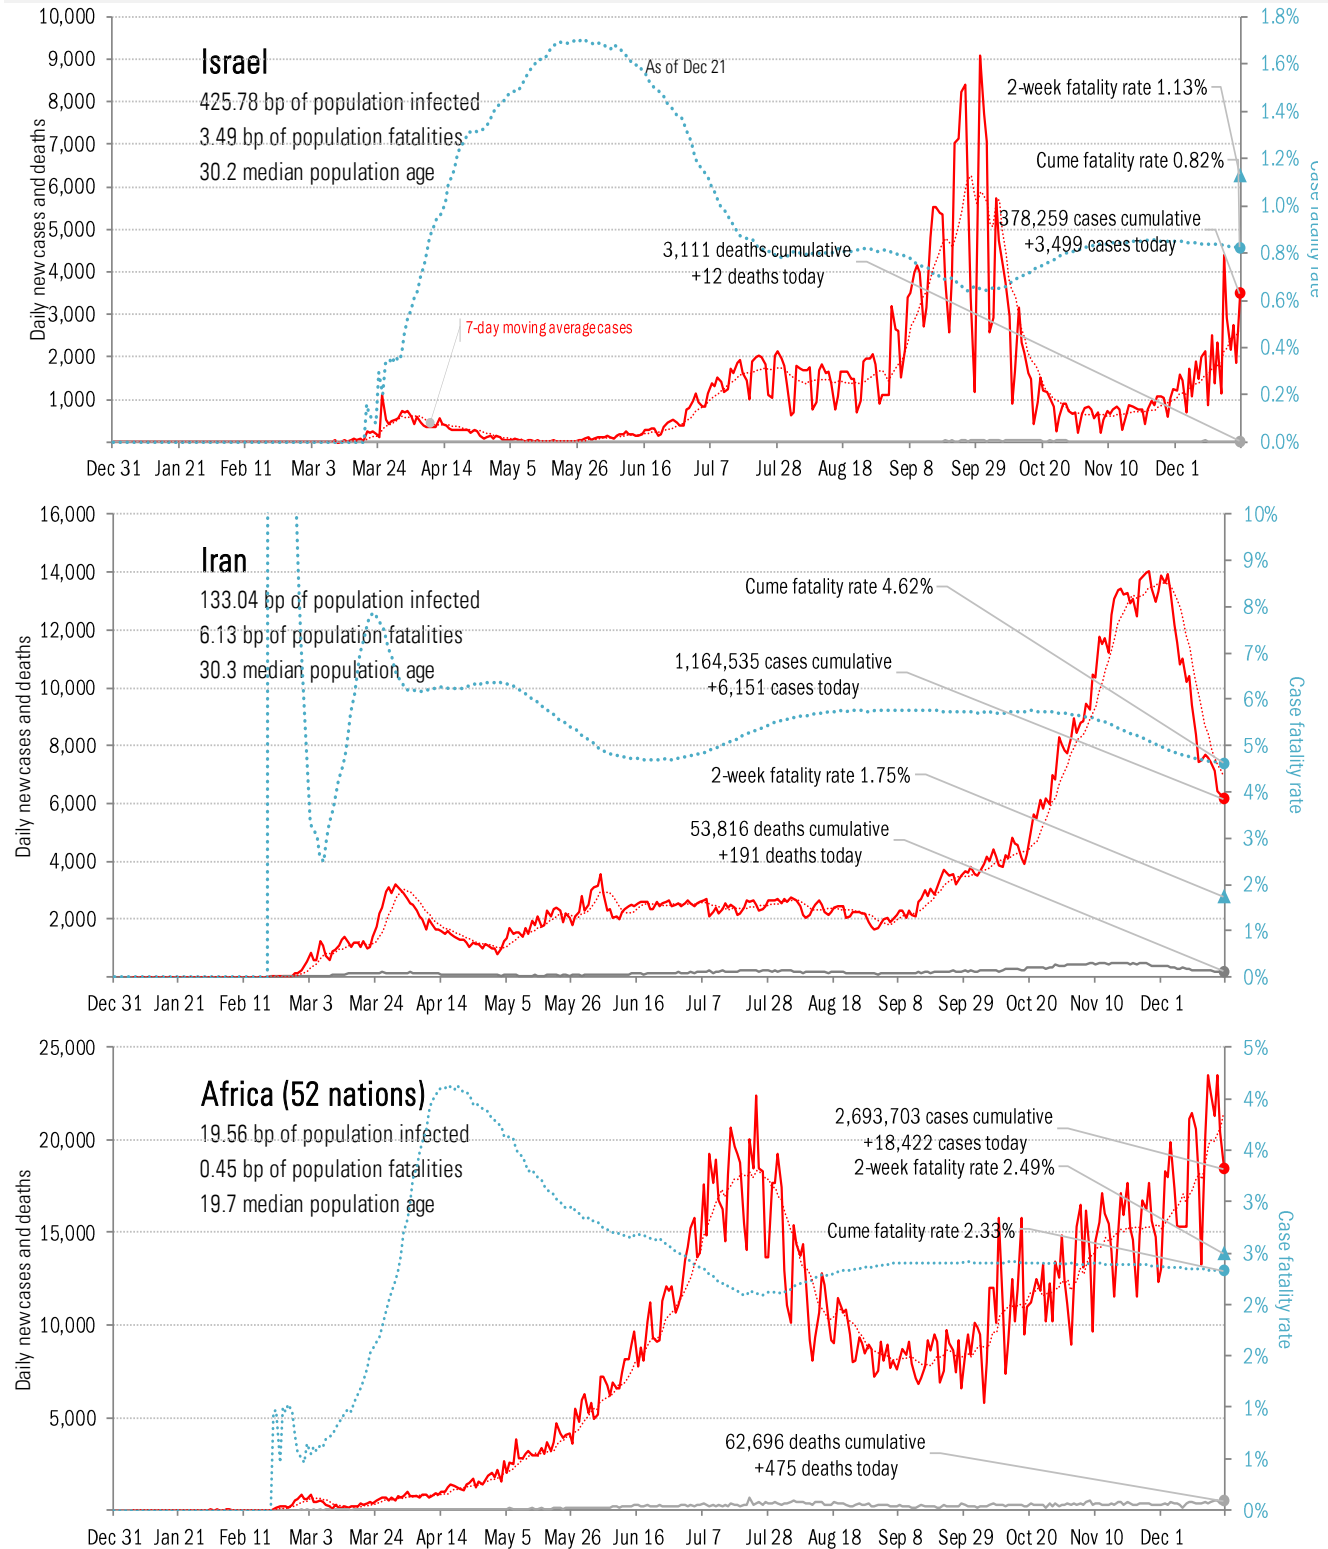 10,000
9,000
8,000
7,000
6,000
5,000
4,000
3,000
2,000
1,000
Daily new cases and deaths
Israel
425.78 bp of population infected
3.49 bp of population fatalities
30.2 median population age
As of Dec 21
2-week fatality rate 1.13%
Cume fatality rate 0.82%
378,259 cases cumulative
+3,499 cases today
3,111 deaths cumulative
+12 deaths today
7-day moving average cases
1.8%
1.6%
1.4%
1.2%
1.0%
0.8%
0.6%
0.4%
0.2%
0.0%
Case fatality rate
Dec 31 Jan 21 Feb 11 Mar 3 Mar 24 Apr 14 May 5 May 26 Jun 16 Jul 7 Jul 28 Aug 18 Sep 8 Sep 29 Oct 20 Nov 10 Dec 1
16,000
14,000
12,000
10,000
8,000
6,000
4,000
2,000
Daily new cases and deaths
Iran
133.04 bp of population infected
6.13 bp of population fatalities
30.3 median population age
Cume fatality rate 4.62%
1,164,535 cases cumulative
+6,151 cases today
2-week fatality rate 1.75%
53,816 deaths cumulative
+191 deaths today
10%
9%
8%
7%
6%
5%
4%
3%
2%
1%
0%
Case fatality rate
Dec 31 Jan 21 Feb 11 Mar 3 Mar 24 Apr 14 May 5 May 26 Jun 16 Jul 7 Jul 28 Aug 18 Sep 8 Sep 29 Oct 20 Nov 10 Dec 1
25,000
20,000
15,000
10,000
5,000
Daily new cases and deaths
Africa (52 nations)
19.56 bp of population infected
0.45 bp of population fatalities
19.7 median population age
2,693,703 cases cumulative
+18,422 cases today
2-week fatality rate 2.49%
Cume fatality rate 2.33%
62,696 deaths cumulative
+475 deaths today
5%
4%
4%
3%
3%
2%
2%
1%
1%
0%
Case fatality rate
Dec 31 Jan 21 Feb 11 Mar 3 Mar 24 Apr 14 May 5 May 26 Jun 16 Jul 7 Jul 28 Aug 18 Sep 8 Sep 29 Oct 20 Nov 10 Dec 1